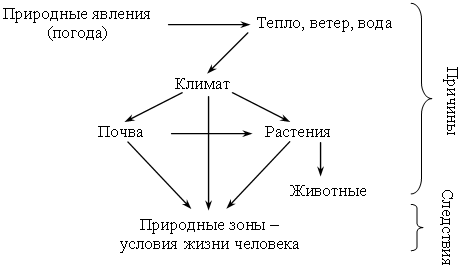 Природные явления
(погода)
Тепло, ветер, вода
Климат
Почва
Растения
Животные
Природные зоны –
условия жизни человека
Причины
Следствия